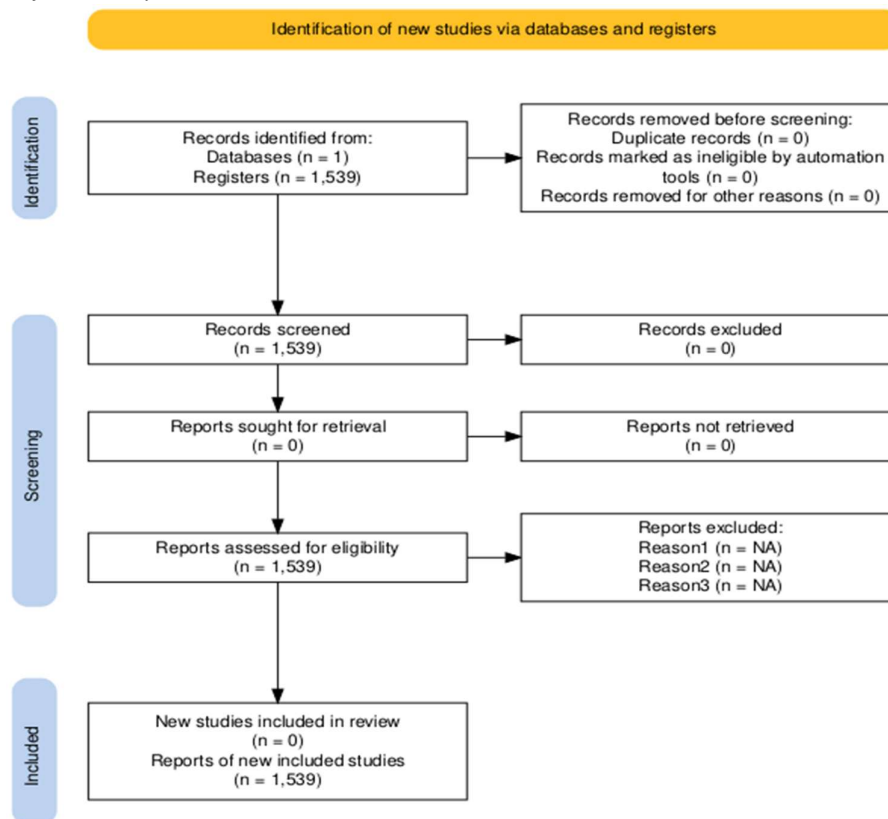 Identification of new studies via databases and registers
Identification
Records identified from:
Databases (n = 1)
Registers (n = 1,539)
Records removed before screening:
Duplicate records (n = 0)
Records marked as ineligible by automation
tools (n = 0)
Records removed for other reasons (n = 0)
Screening
Records screened
(n = 1,539)
Records excluded
(n = 0)
Reports sought for retrieval
(n = 0)
Reports not retrieved
(n = 0)
Reports assessed for eligibility
(n = 1,539)
Reports excluded:
Reason1 (n = NA)
Reason2 (n = NA)
Reason3 (n = NA)
Included
New studies included in review
(n = 0)
Reports of new included studies
(n = 1,539)